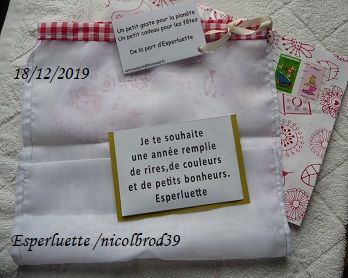 Un petit geste pour la planète
Un petit cadeau pour les fêtes
De la part d'Esperluette
18/12/2019
Je te souhaite
une année remplie
de rires,de couleurs
et de petits bonheurs.
Esperluette
Esperluette /nicolbrod39